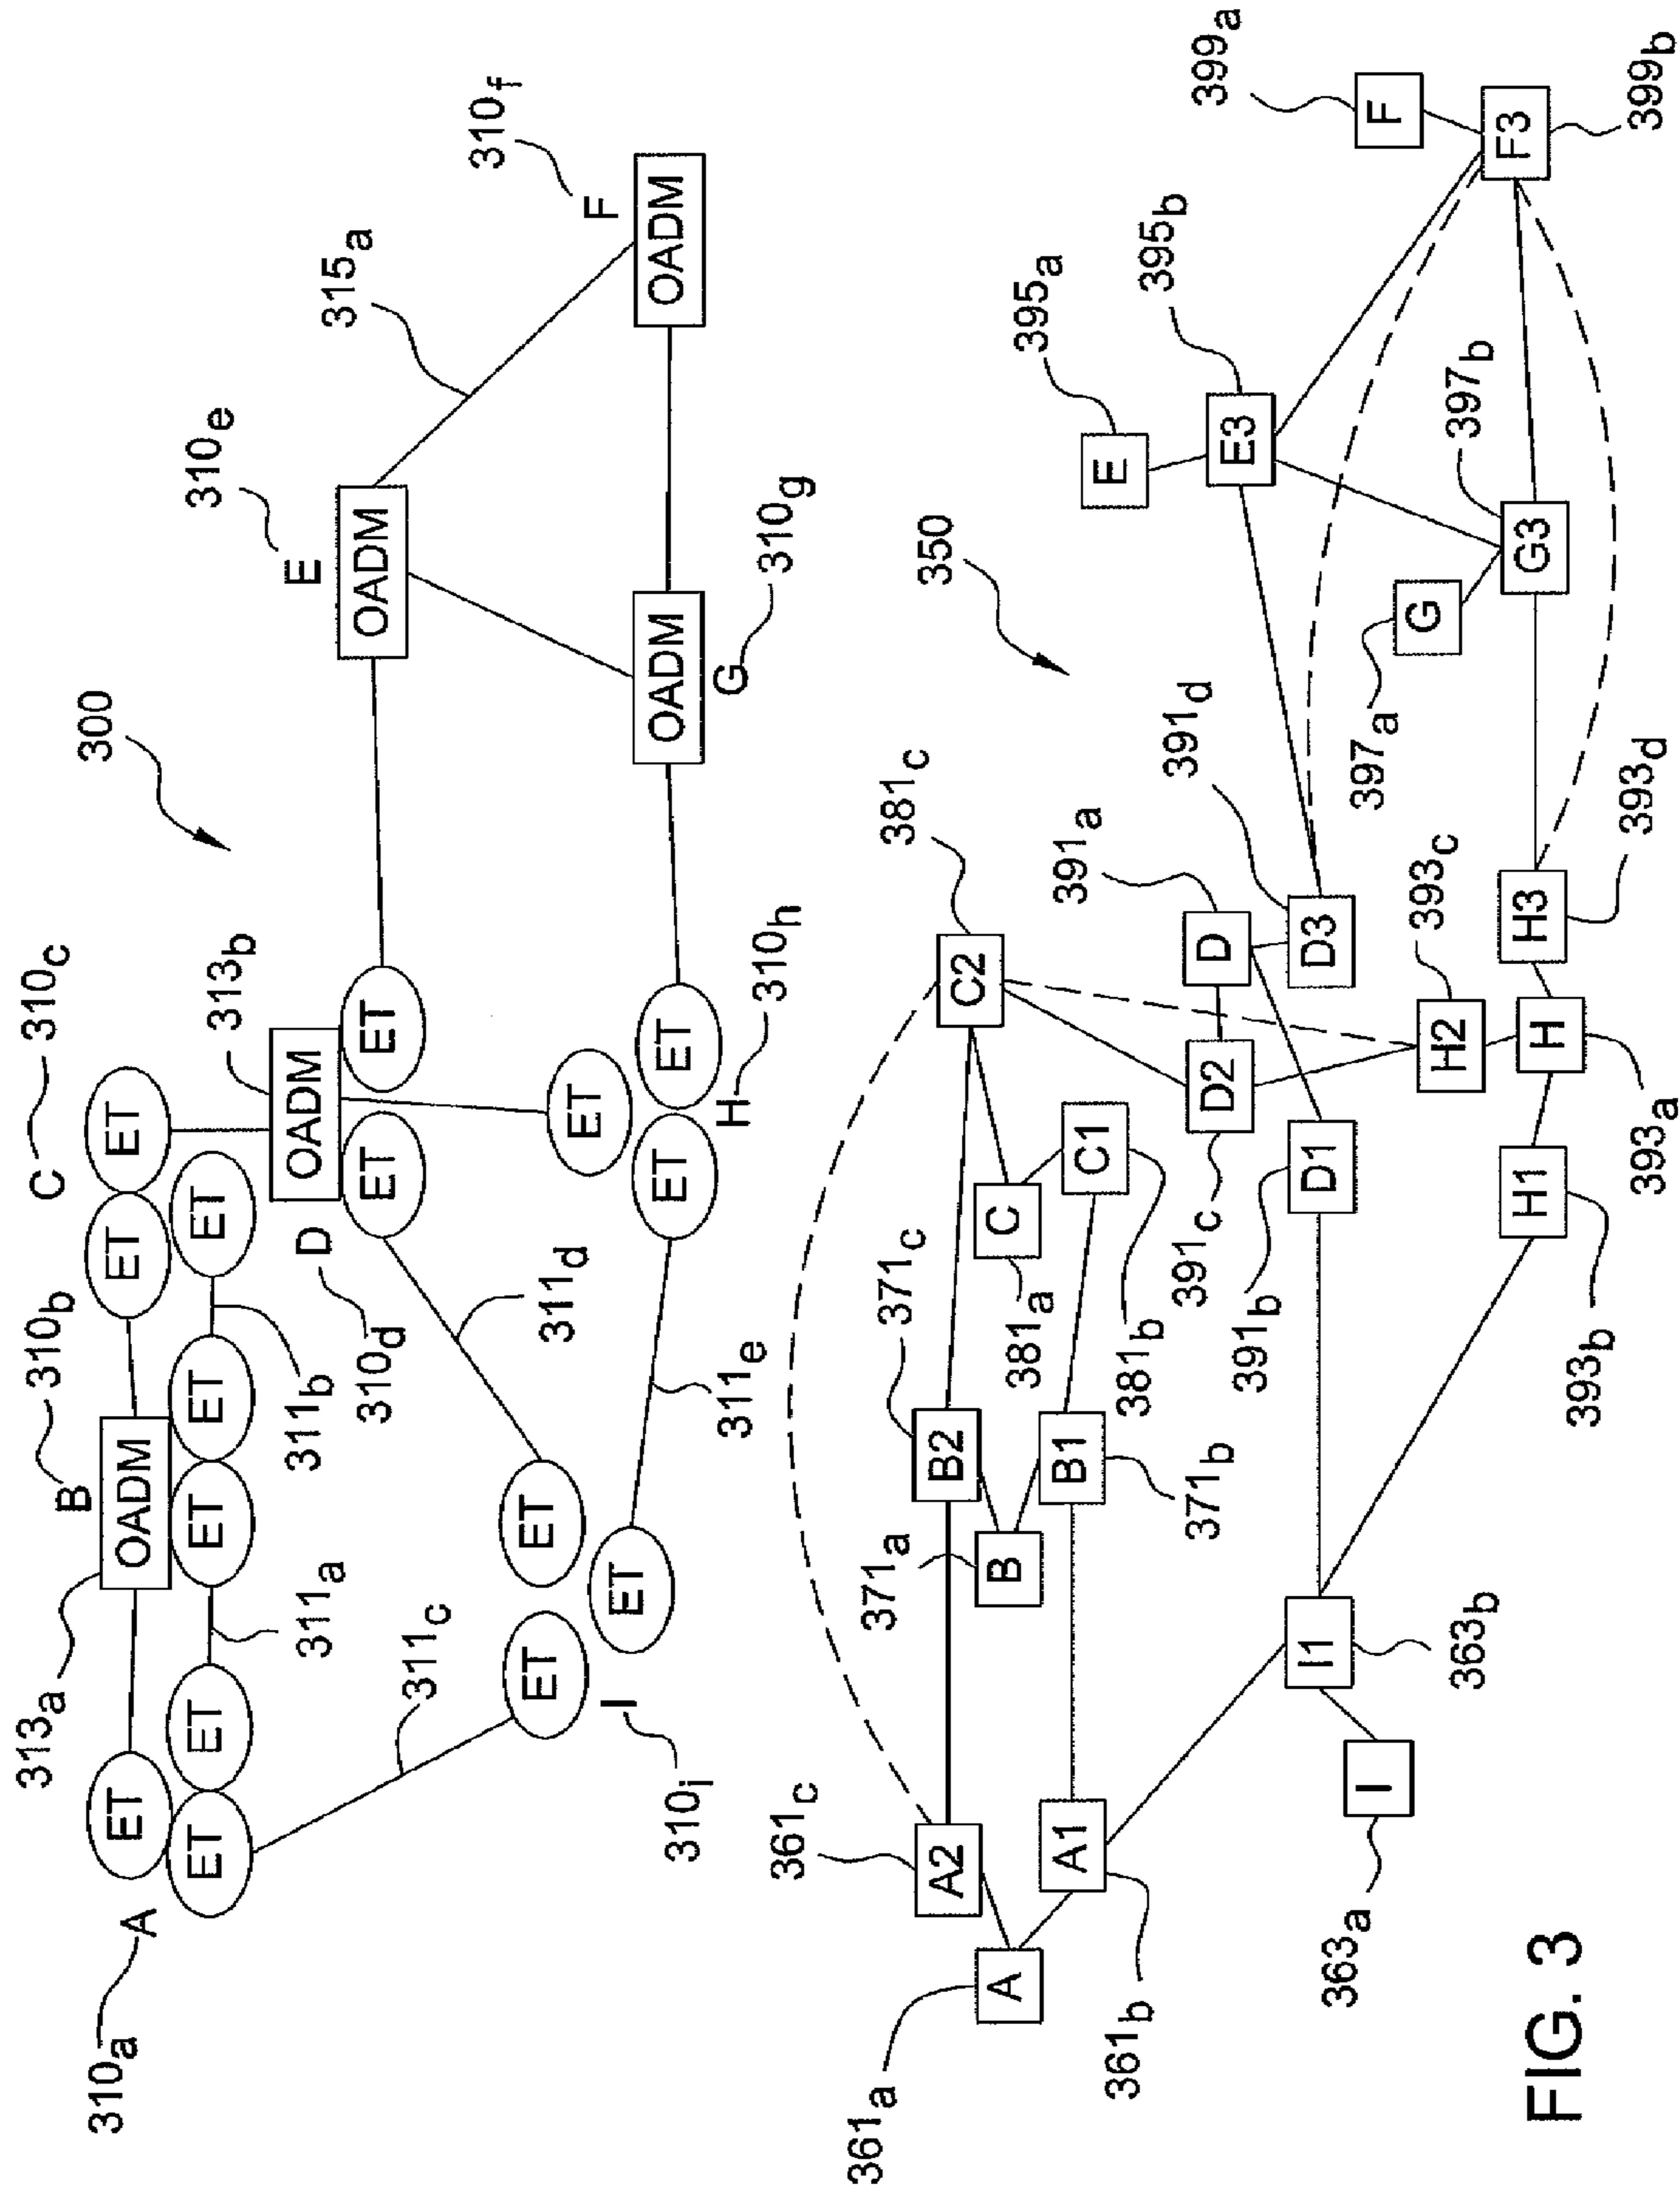 300
310a
A
313a
ET
ET
ET
311a
B
310b
OADM
ET
ET
311b
ET
ET
ET
C
310c
313b
OADM
D
310d
ET
ET
311c
ET
I
310i
ET
ET
311d
311e
ET
ET
ET
H
310h
E
310e
OADM
315a
F
310f
OADM
OADM
G
310g
350
361a
A
361c
A2
A1
361b
371a
B
371c
B2
B1
371b
381c
C2
C
381a
C1
381b
363a
I
I1
363b
391a
D
391c
D2
391b
D1
391d
D3
393c
H2
H1
393b
H
393a
H3
393d
395a
E
395b
E3
397a
G
397b
G3
399a
F
F3
399b
FIG. 3